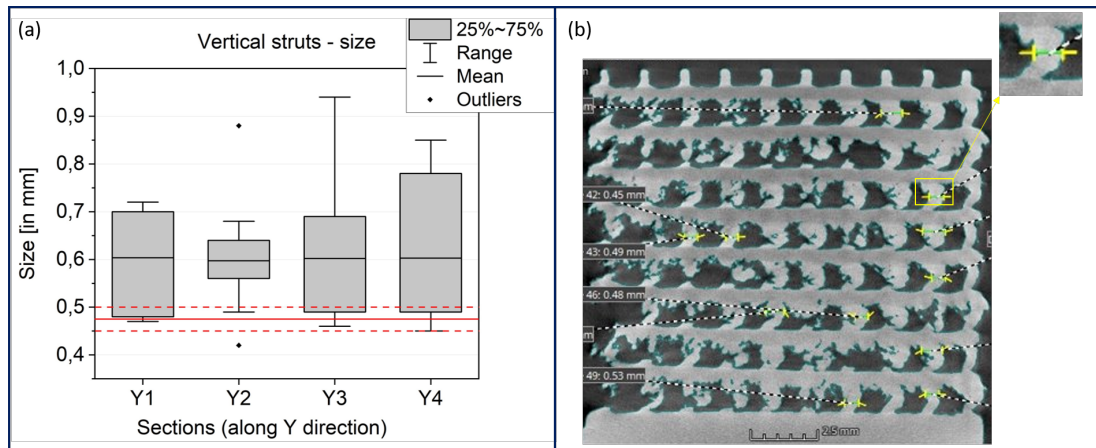 (a)
Vertical struts - size
25%~75%
Range
Mean
Outliers
1,0
0,9
0,8
0,7
0,6
0,5
0,4
Size [in mm]
Y1 Y2 Y3 Y4
Sections (along Y direction)
(b)
m
42: 0.45 mm
43: 0.49 mm
46: 0.48 mm
m
49: 0.53 mm
2.5 mm